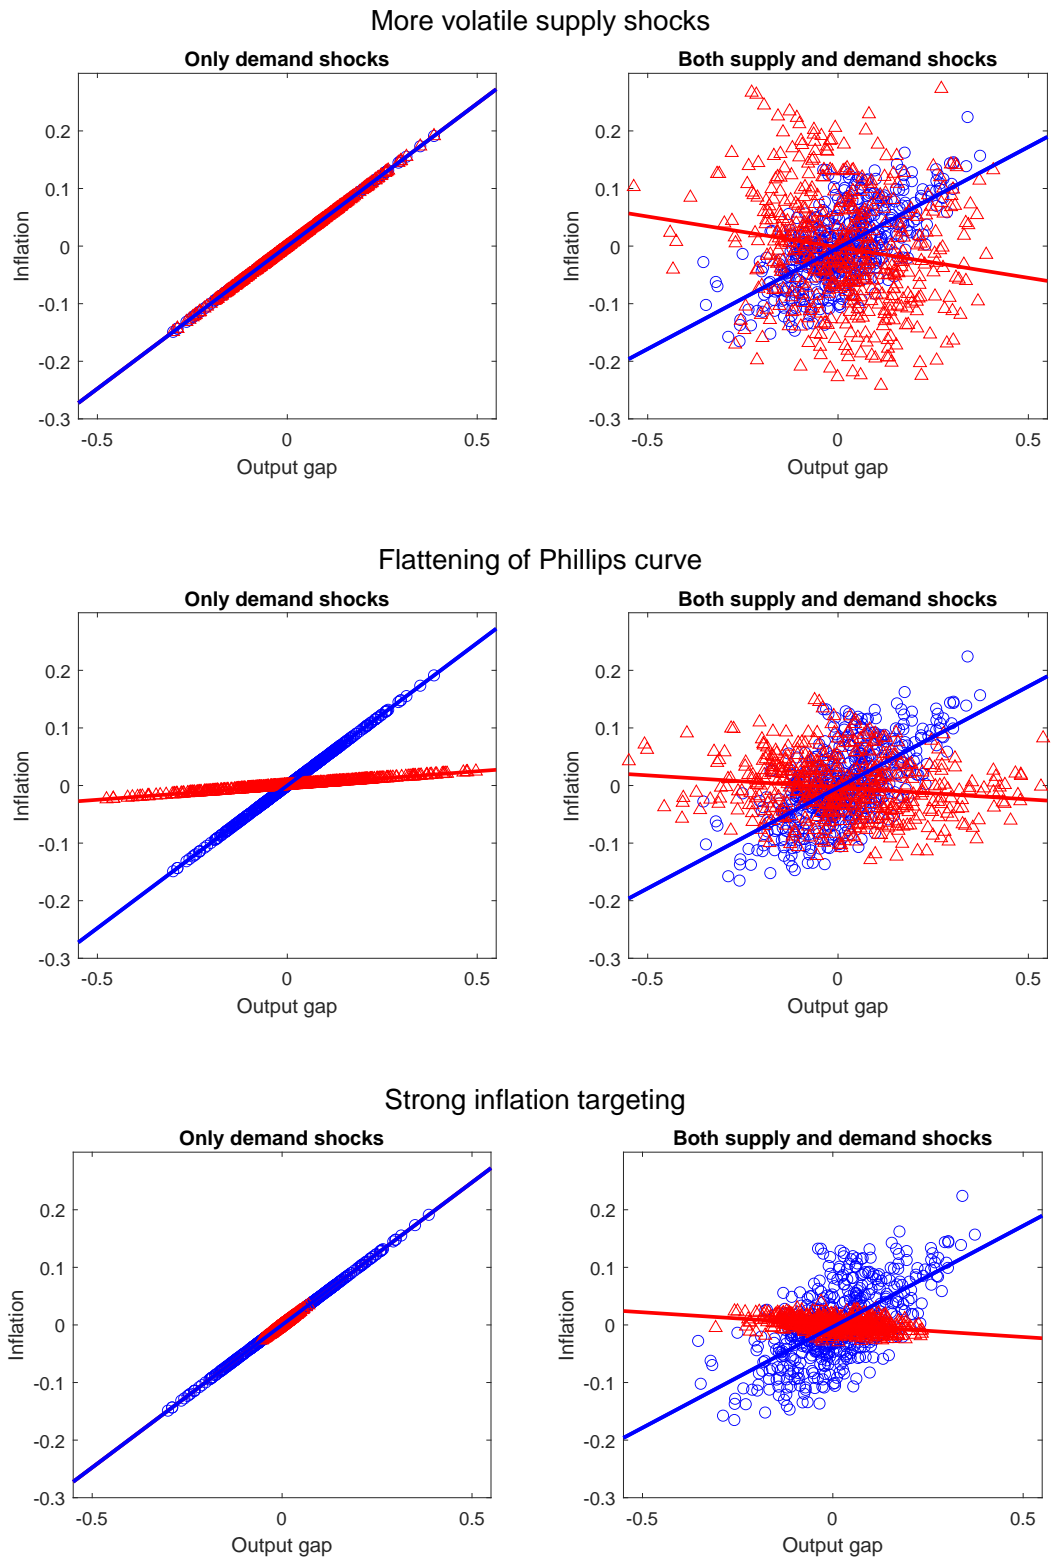 More volatile supply shocks
Only demand shocks
Both supply and demand shocks
0.2
0.1
0
-0.1
-0.2
-0.3
Inflation
-0.5
0
0.5
Output gap
0.2
0.1
0
-0.1
-0.2
-0.3
Inflation
-0.5
0
0.5
Output gap
Flattening of Phillips curve
Only demand shocks
Both supply and demand shocks
0.2
0.1
0
-0.1
-0.2
-0.3
Inflation
-0.5
0
0.5
Output gap
0.2
0.1
0
-0.1
-0.2
-0.3
Inflation
-0.5
0
0.5
Output gap
Strong inflation targeting
Only demand shocks
Both supply and demand shocks
0.2
0.1
0
-0.1
-0.2
-0.3
Inflation
-0.5
0
0.5
Output gap
0.2
0.1
0
-0.1
-0.2
-0.3
Inflation
-0.5
0
0.5
Output gap